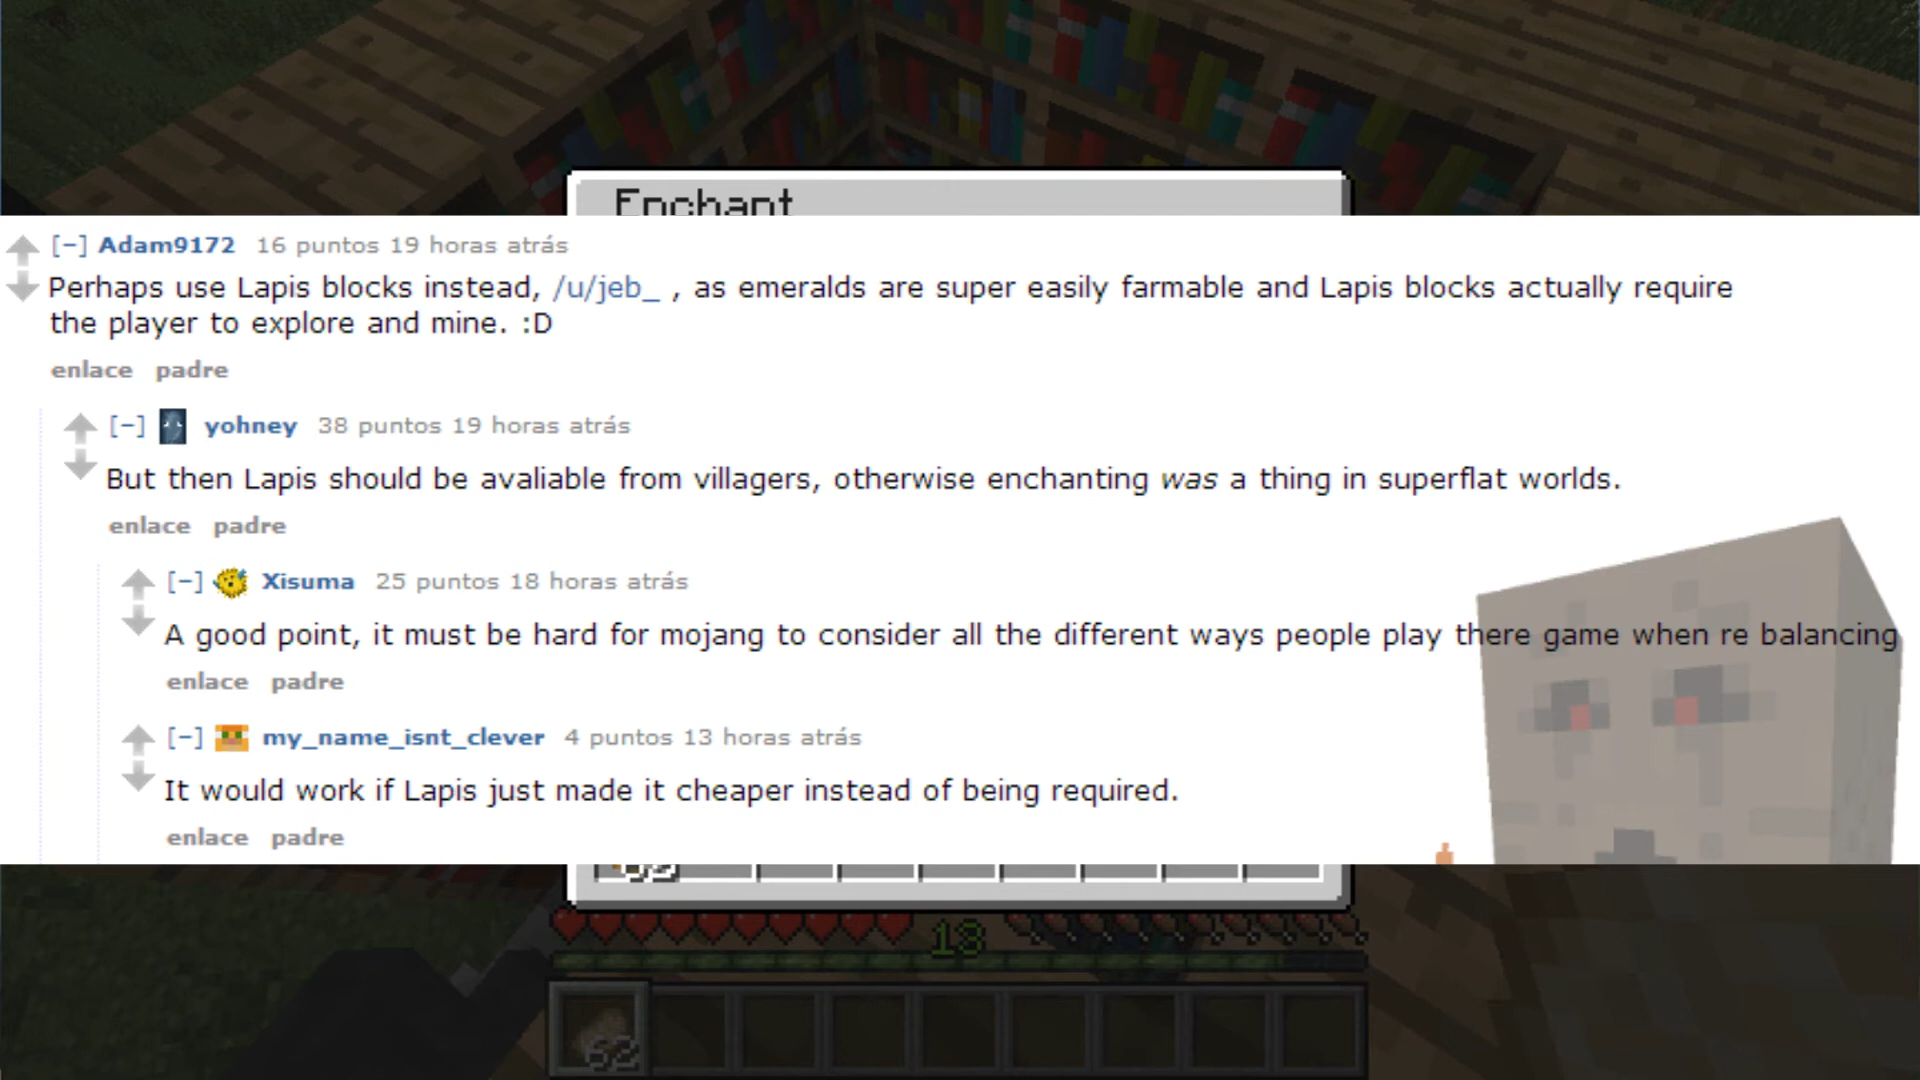 Enchant
[−] Adam9172 16 puntos 19 horas atrás
Perhaps use Lapis blocks instead, /u/jeb_ , as emeralds are super easily farmable and Lapis blocks actually require
the player to explore and mine. :D
enlace padre
[−] yohney 38 puntos 19 horas atrás
But then Lapis should be avaliable from villagers, otherwise enchanting was a thing in superflat worlds.
enlace padre
[−] Xisuma 25 puntos 18 horas atrás
A good point, it must be hard for mojang to consider all the different ways people play there game when re balancing
enlace padre
[−] my_name_isnt_clever 4 puntos 13 horas atrás
It would work if Lapis just made it cheaper instead of being required.
enlace padre
18
62